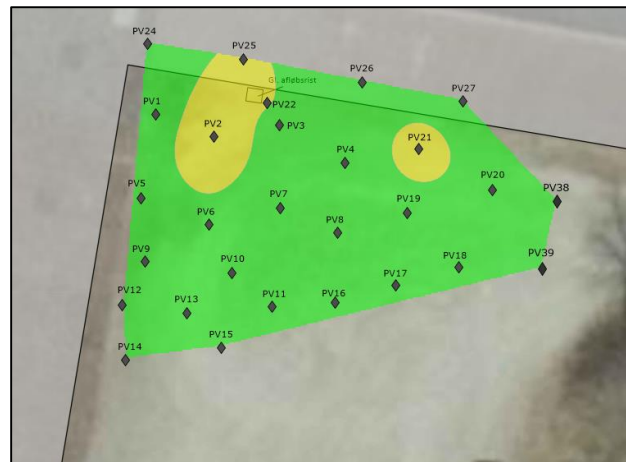 PV24
PV25
PV26
PV27
Gl. afløbsrist
PV1
PV22
PV2
PV3
PV21
PV4
PV5
PV20
PV38
PV6
PV7
PV19
PV8
PV9
PV10
PV18
PV39
PV17
PV12
PV13
PV11
PV16
PV14
PV15